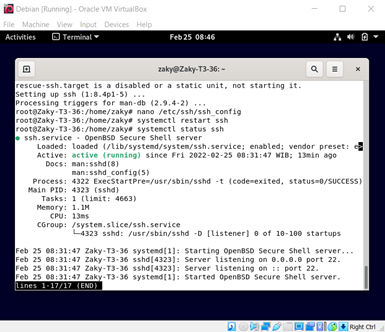 Debian [Running] - Oracle VM VirtualBox
File Machine View Input Devices Help
Activities Terminal Feb 25 08:46
zaky@Zaky-T3-36: ~
rescue-ssh.target is a disabled or a static unit, not starting it.
Setting up ssh (1:8.4p1-5) ...
Processing triggers for man-db (2.9.4-2) ...
root@Zaky-T3-36:/home/zaky# nano /etc/ssh/ssh_config
root@Zaky-T3-36:/home/zaky# systemctl restart ssh
root@Zaky-T3-36:/home/zaky# systemctl status ssh
● ssh.service - OpenBSD Secure Shell server
Loaded: loaded (/lib/systemd/system/ssh.service; enabled; vendor preset: e>
Active: active (running) since Fri 2022-02-25 08:31:47 WIB; 13min ago
Docs: man:sshd(8)
man:sshd_config(5)
Process: 4322 ExecStartPre=/usr/sbin/sshd -t (code=exited, status=0/SUCCESS)
Main PID: 4323 (sshd)
Tasks: 1 (limit: 4663)
Memory: 1.1M
CPU: 13ms
CGroup: /system.slice/ssh.service
└─4323 sshd: /usr/sbin/sshd -D [listener] 0 of 10-100 startups
Feb 25 08:31:47 Zaky-T3-36 systemd[1]: Starting OpenBSD Secure Shell server...
Feb 25 08:31:47 Zaky-T3-36 sshd[4323]: Server listening on 0.0.0.0 port 22.
Feb 25 08:31:47 Zaky-T3-36 sshd[4323]: Server listening on :: port 22.
Feb 25 08:31:47 Zaky-T3-36 systemd[1]: Started OpenBSD Secure Shell server.
lines 1-17/17 (END)
Right Ctrl